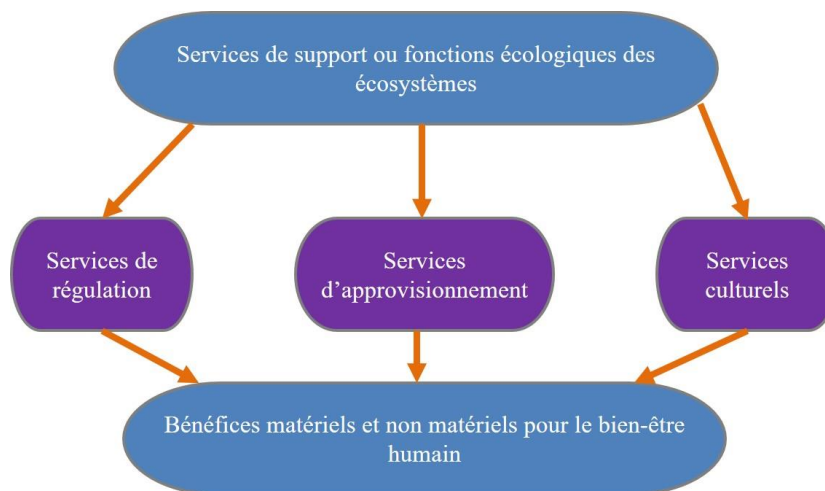 Services de support ou fonctions écologiques des
écosystèmes
Services de
régulation
Services
d’approvisionnement
Services
culturels
Bénéfices matériels et non matériels pour le bien-être
humain